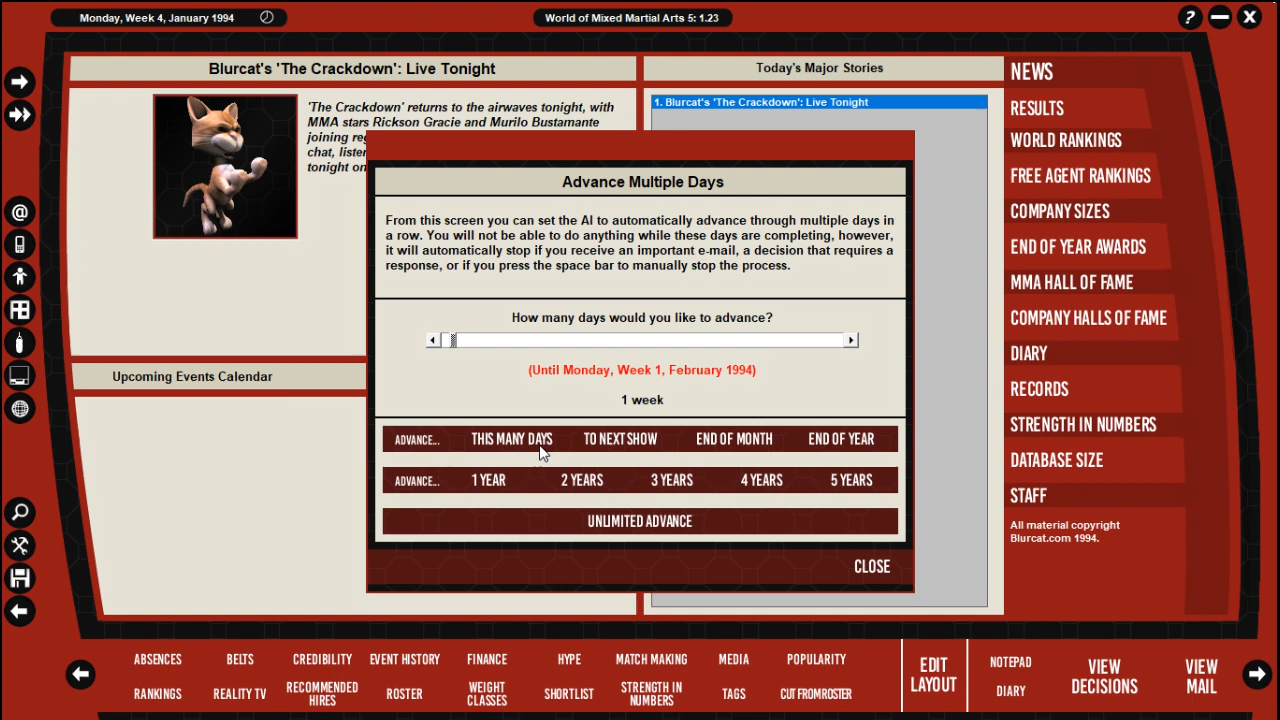 Monday, Week 4, January 1994
World of Mixed Martial Arts 5: 1.23
?
X
Blurcat's 'The Crackdown': Live Tonight
'The Crackdown' returns to the airwaves tonight, with
MMA stars Rickson Gracie and Murilo Bustamante
joining reg
chat, listen
tonight on
Today's Major Stories
1. Blurcat's 'The Crackdown': Live Tonight
Advance Multiple Days
From this screen you can set the AI to automatically advance through multiple days in
a row. You will not be able to do anything while these days are completing, however,
it will automatically stop if you receive an important e-mail, a decision that requires a
response, or if you press the space bar to manually stop the process.
How many days would you like to advance?
(Until Monday, Week 1, February 1994)
1 week
ADVANCE... THIS MANY DAYS TO NEXT SHOW END OF MONTH END OF YEAR
ADVANCE... 1 YEAR 2 YEARS 3 YEARS 4 YEARS 5 YEARS
UNLIMITED ADVANCE
CLOSE
Upcoming Events Calendar
NEWS
RESULTS
WORLD RANKINGS
FREE AGENT RANKINGS
COMPANY SIZES
END OF YEAR AWARDS
MMA HALL OF FAME
COMPANY HALLS OF FAME
DIARY
RECORDS
STRENGTH IN NUMBERS
DATABASE SIZE
STAFF
All material copyright
Blurcat.com 1994.
@
ABSENCES BELTS CREDIBILITY EVENT HISTORY FINANCE HYPE MATCH MAKING MEDIA POPULARITY
RANKINGS REALITY TV RECOMMENDED HIRES ROSTER WEIGHT CLASSES SHORTLIST STRENGTH IN NUMBERS TAGS CUT FROM ROSTER
EDIT
LAYOUT
NOTEPAD
DIARY
VIEW
DECISIONS
VIEW
MAIL